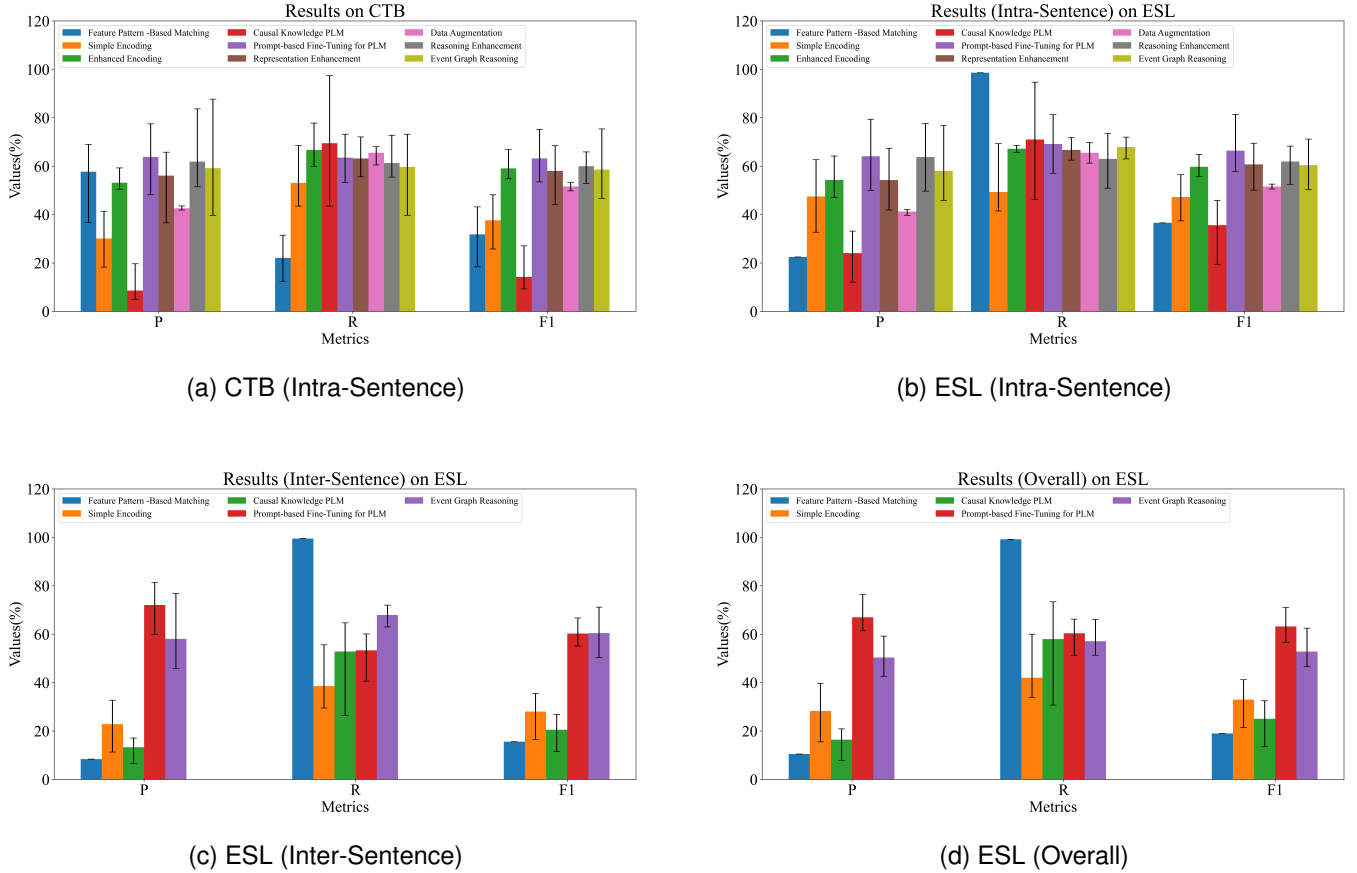 Results on CTB
Feature Pattern -Based Matching
Simple Encoding
Enhanced Encoding
Causal Knowledge PLM
Prompt-based Fine-Tuning for PLM
Representation Enhancement
Data Augmentation
Reasoning Enhancement
Event Graph Reasoning
Values(%)
120
100
80
60
40
20
0
P
R
F1
Metrics
(a) CTB (Intra-Sentence)
Results (Intra-Sentence) on ESL
Feature Pattern -Based Matching
Simple Encoding
Enhanced Encoding
Causal Knowledge PLM
Prompt-based Fine-Tuning for PLM
Representation Enhancement
Data Augmentation
Reasoning Enhancement
Event Graph Reasoning
Values(%)
120
100
80
60
40
20
0
P
R
F1
Metrics
(b) ESL (Intra-Sentence)
Results (Inter-Sentence) on ESL
Feature Pattern -Based Matching
Simple Encoding
Causal Knowledge PLM
Prompt-based Fine-Tuning for PLM
Event Graph Reasoning
Values(%)
120
100
80
60
40
20
0
P
R
F1
Metrics
(c) ESL (Inter-Sentence)
Results (Overall) on ESL
Feature Pattern -Based Matching
Simple Encoding
Causal Knowledge PLM
Prompt-based Fine-Tuning for PLM
Event Graph Reasoning
Values(%)
120
100
80
60
40
20
0
P
R
F1
Metrics
(d) ESL (Overall)